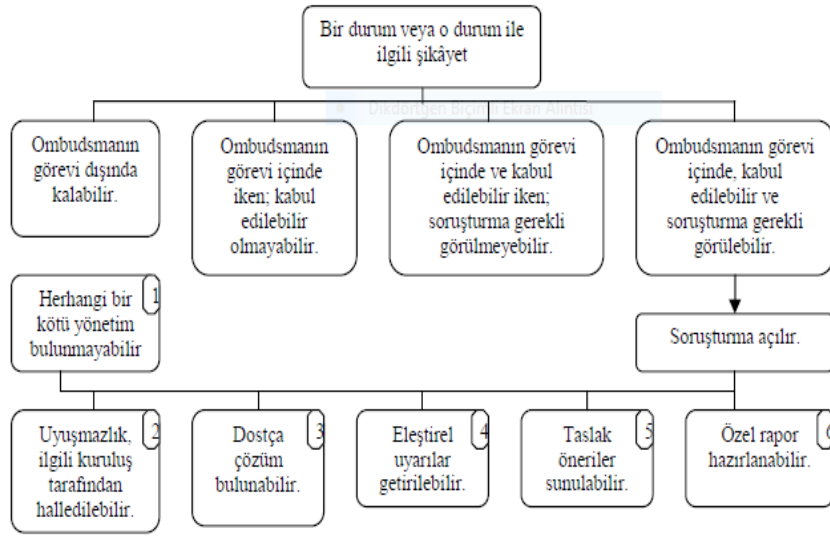 Bir durum veya o durum ile
ilgili şikâyet
Dikdörtgen Biçimli Ekran Alıntısı
Ombudsmanın
görevi dışında
kalabilir.
Ombudsmanın
görevi içinde
iken; kabul
edilebilir
olmayabilir.
Ombudsmanın görevi
içinde ve kabul
edilebilir iken;
soruşturma gerekli
görülmeyebilir.
Ombudsmanın görevi
içinde, kabul
edilebilir ve
soruşturma gerekli
görülebilir.
Herhangi bir
kötü yönetim
bulunmayabilir
1
Soruşturma açılır.
Uyuşmazlık,
ilgili kuruluş
tarafından
halledilebilir.
2
Dostça
çözüm
bulunabilir.
3
Eleştirel
uyarılar
getirilebilir.
4
Taslak
öneriler
sunulabilir.
5
Özel rapor
hazırlanabilir.
6